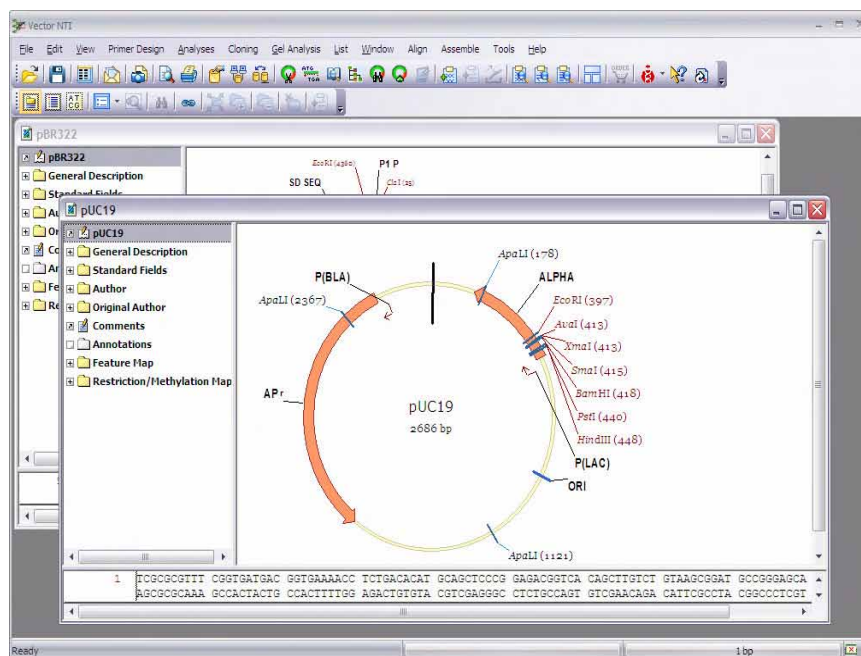 Vector NTI
File Edit View Primer Design Analyses Cloning Gel Analysis List Window Align Assemble Tools Help
pBR322
pBR322
General Description
EcoRI (4360)
P1 P
ClaI (25)
SD SEQ
pUC19
pUC19
General Description
Standard Fields
Author
Original Author
Comments
Annotations
Feature Map
Restriction/Methylation Map
ApaLI (178)
P(BLA)
ALPHA
ApaLI (2367)
EcoRI (397)
AvaI (413)
XmaI (413)
SmaI (415)
BamHI (418)
PstI (440)
HindIII (448)
APr
pUC19
2686 bp
P(LAC)
ORI
ApaLI (1121)
1 TCGCGCGTTT CGGTGATGAC GGTGAAAACC TCTGACACAT GCAGCTCCCG GAGACGGTCA CAGCTTGTCT GTAAGCGGAT GCCGGGAGCA
AGCGCGCAAA GCCACTACTG CCACTTTTGG AGACTGTGTA CGTCGAGGGC CTCTGCCAGT GTCGAACAGA CATTCGCCTA CGGCCCTCGT
Ready
1 bp